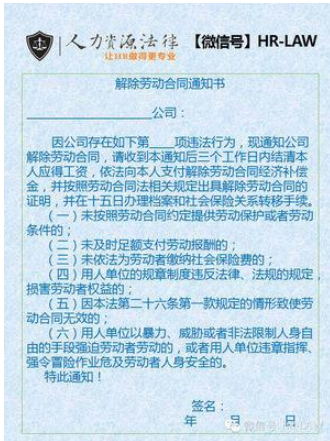 人力资源法律 【微信号】HR-LAW
让HR做得更专业
解除劳动合同通知书
公司：
因公司存在如下第___项违法行为，现通知公司
解除劳动合同，请收到本通知后三个工作日内结清本
人应得工资，依法向本人支付解除劳动合同经济补偿
金，并按照劳动合同法相关规定出具解除劳动合同的
证明，并在十五日办理档案和社会保险关系转移手续。
（一）未按照劳动合同约定提供劳动保护或者劳动
条件的；
（二）未及时足额支付劳动报酬的；
（三）未依法为劳动者缴纳社会保险费的；
（四）用人单位的规章制度违反法律、法规的规定，
损害劳动者权益的；
（五）因本法第二十六条第一款规定的情形致使劳
动合同无效的；
（六）用人单位以暴力、威胁或者非法限制人身自
由的手段强迫劳动者劳动的，或者用人单位违章指挥、
强令冒险作业危及劳动者人身安全的。
特此通知！
签名：
年 月 日